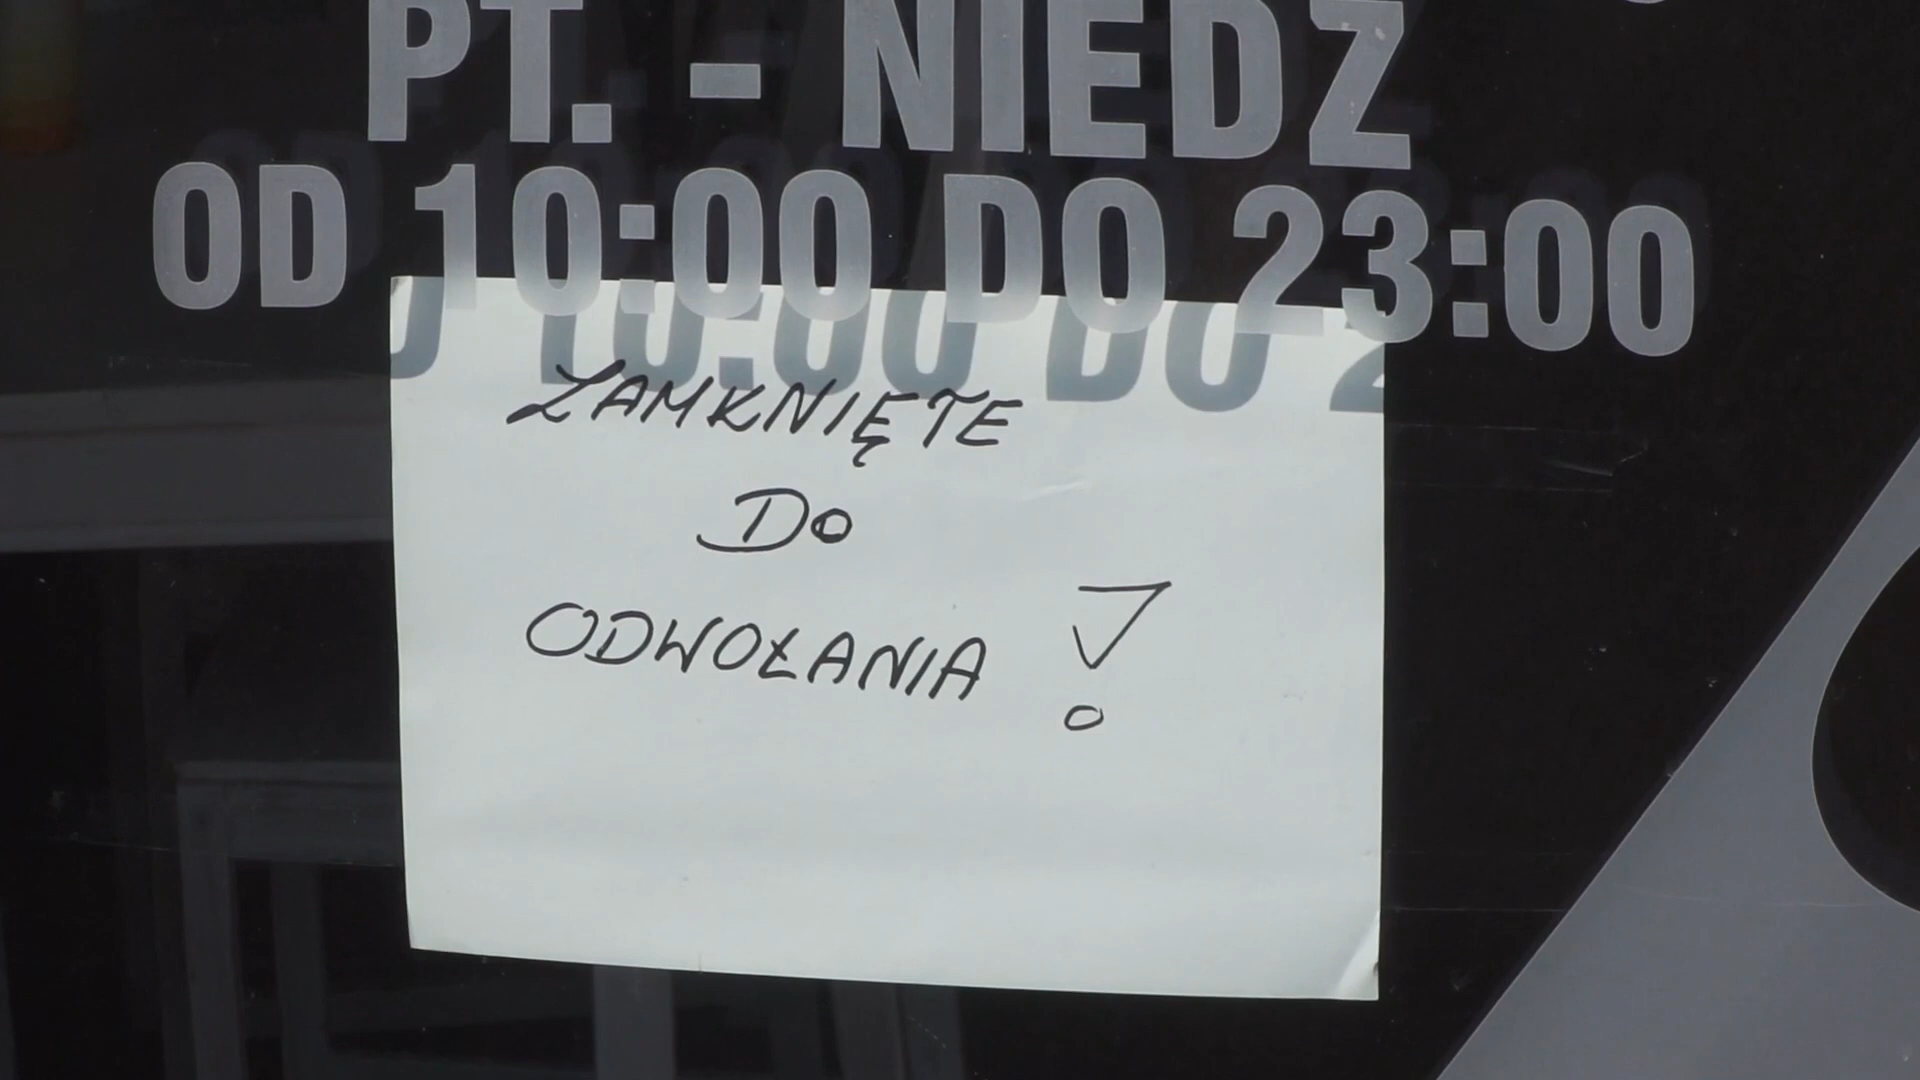 PT. - NIEDZ
OD 10:00 DO 23:00
ZAMKNIĘTE
DO
ODWOŁANIA !